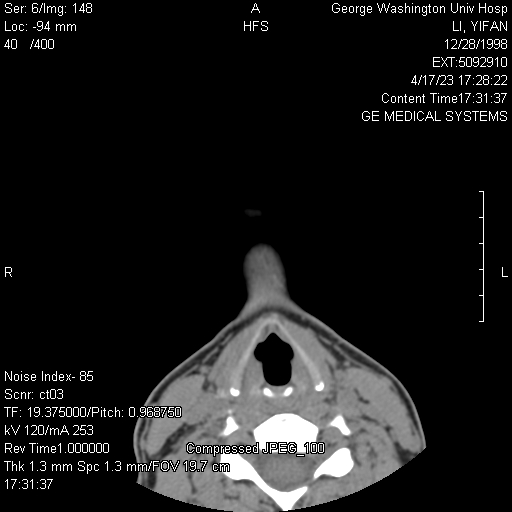 Ser: 6/Img: 148
Loc: -94 mm
40 /400
A
HFS
George Washington Univ Hosp
LI, YIFAN
12/28/1998
EXT:5092910
4/17/23 17:28:22
Content Time17:31:37
GE MEDICAL SYSTEMS
R
L
Noise Index- 85
Scnr: ct03
TF: 19.375000/Pitch: 0.968750
kV 120/mA 253
Rev Time1.000000
Compressed JPEG_100
Thk 1.3 mm Spc 1.3 mm/FOV 19.7 cm
17:31:37